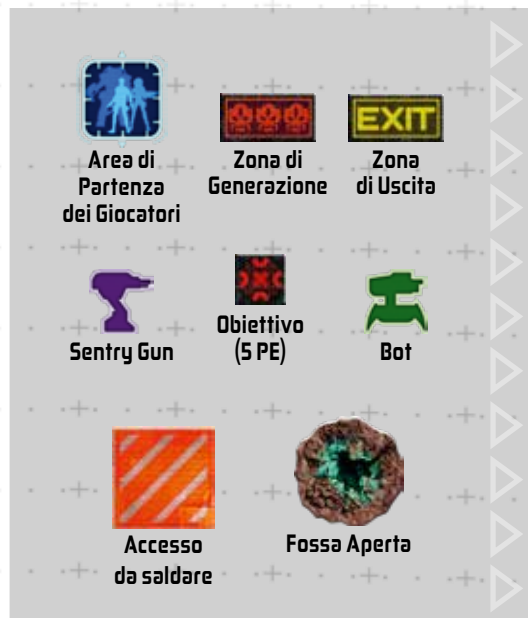 EXIT
Area di
Partenza
dei Giocatori
Zona di
Generazione
Zona
di Uscita
Sentry Gun
Obiettivo
(5 PE)
Bot
Accesso
da saldare
Fossa Aperta